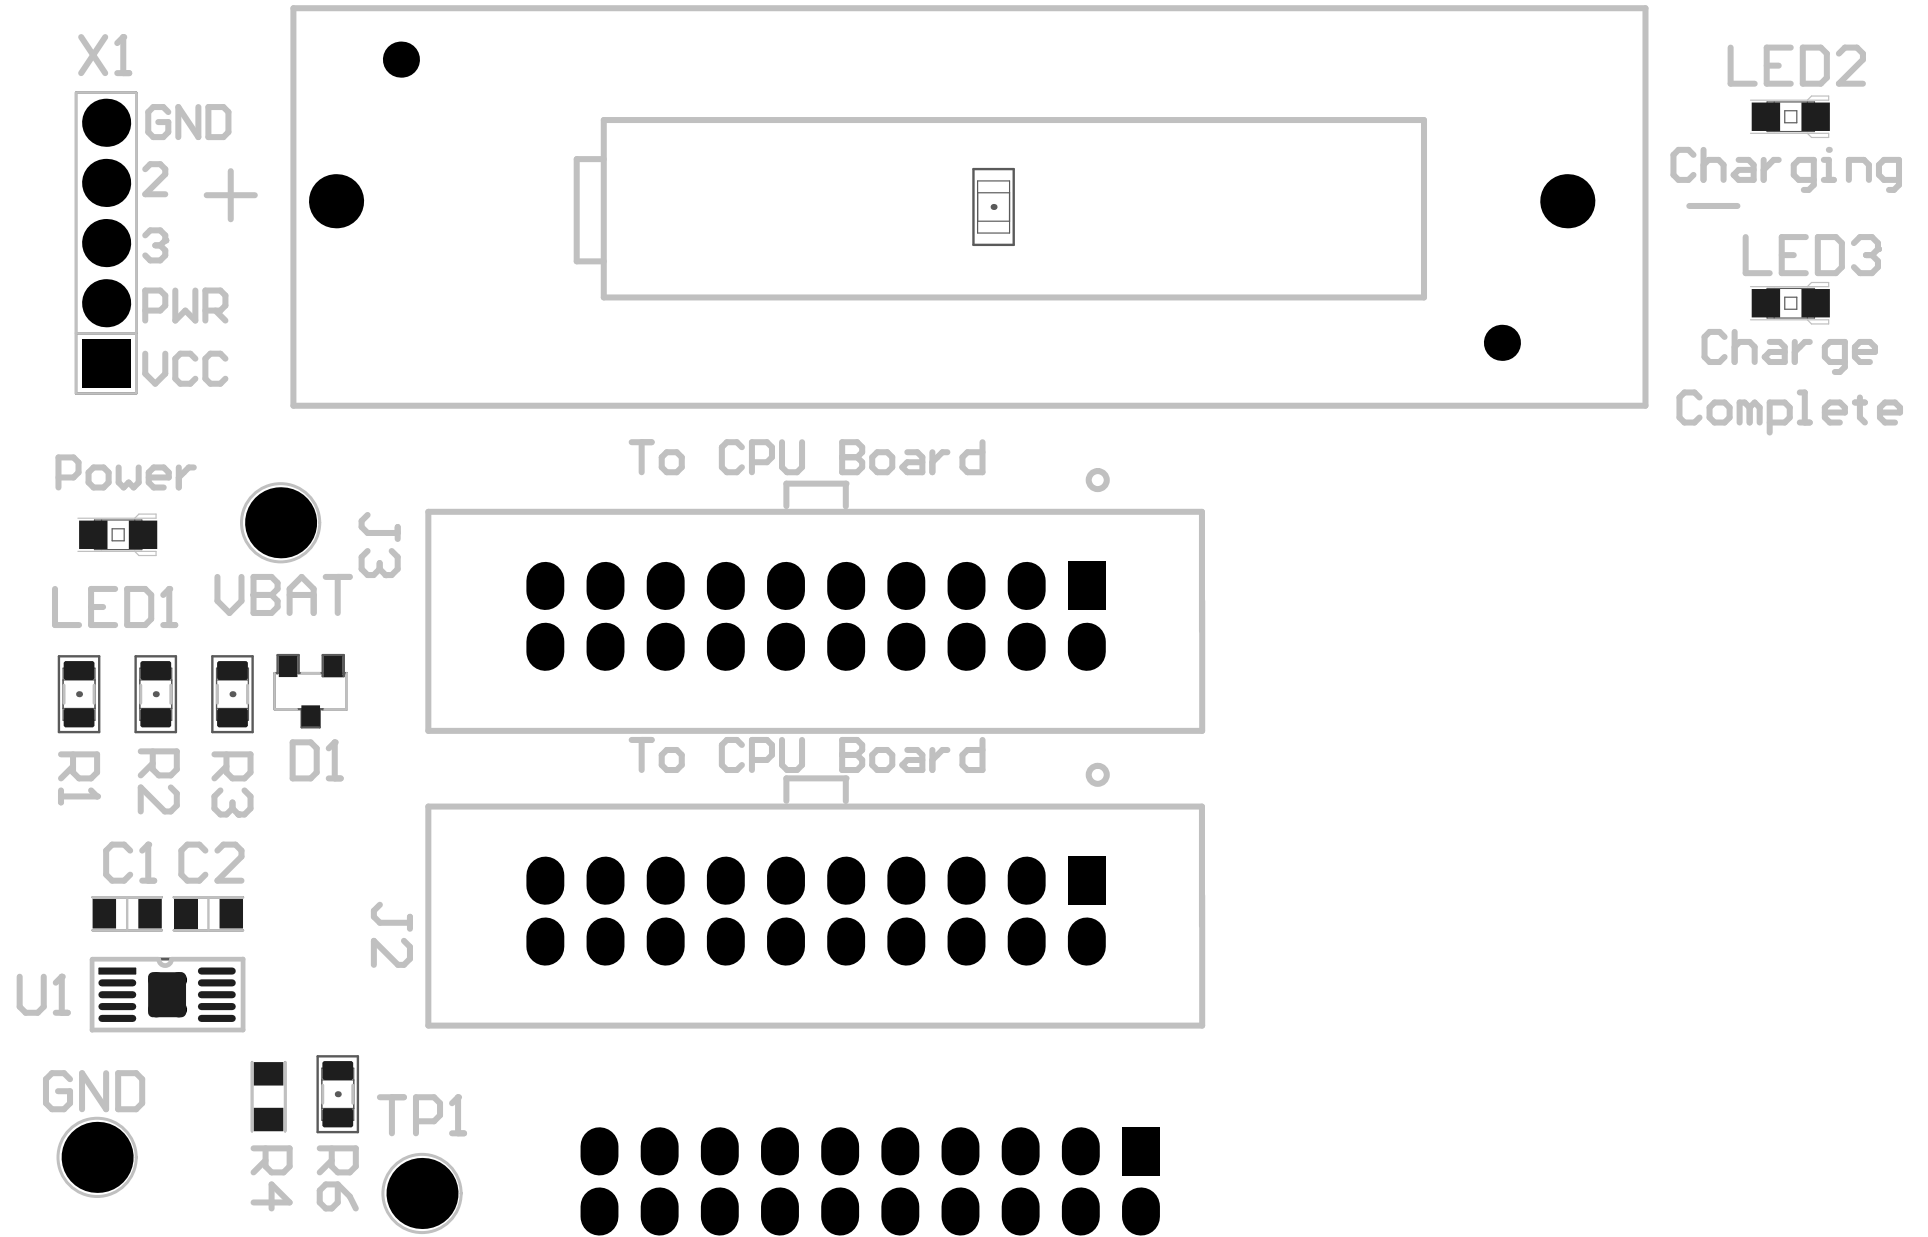 X1
GND
2
3
PWR
VCC
+
LED2
Charging
—
LED3
Charge
Complete
Power
LED1
VBAT
To CPU Board
J3
R1
R2
R3
D1
To CPU Board
J2
C1
C2
U1
GND
R4
R6
TP1